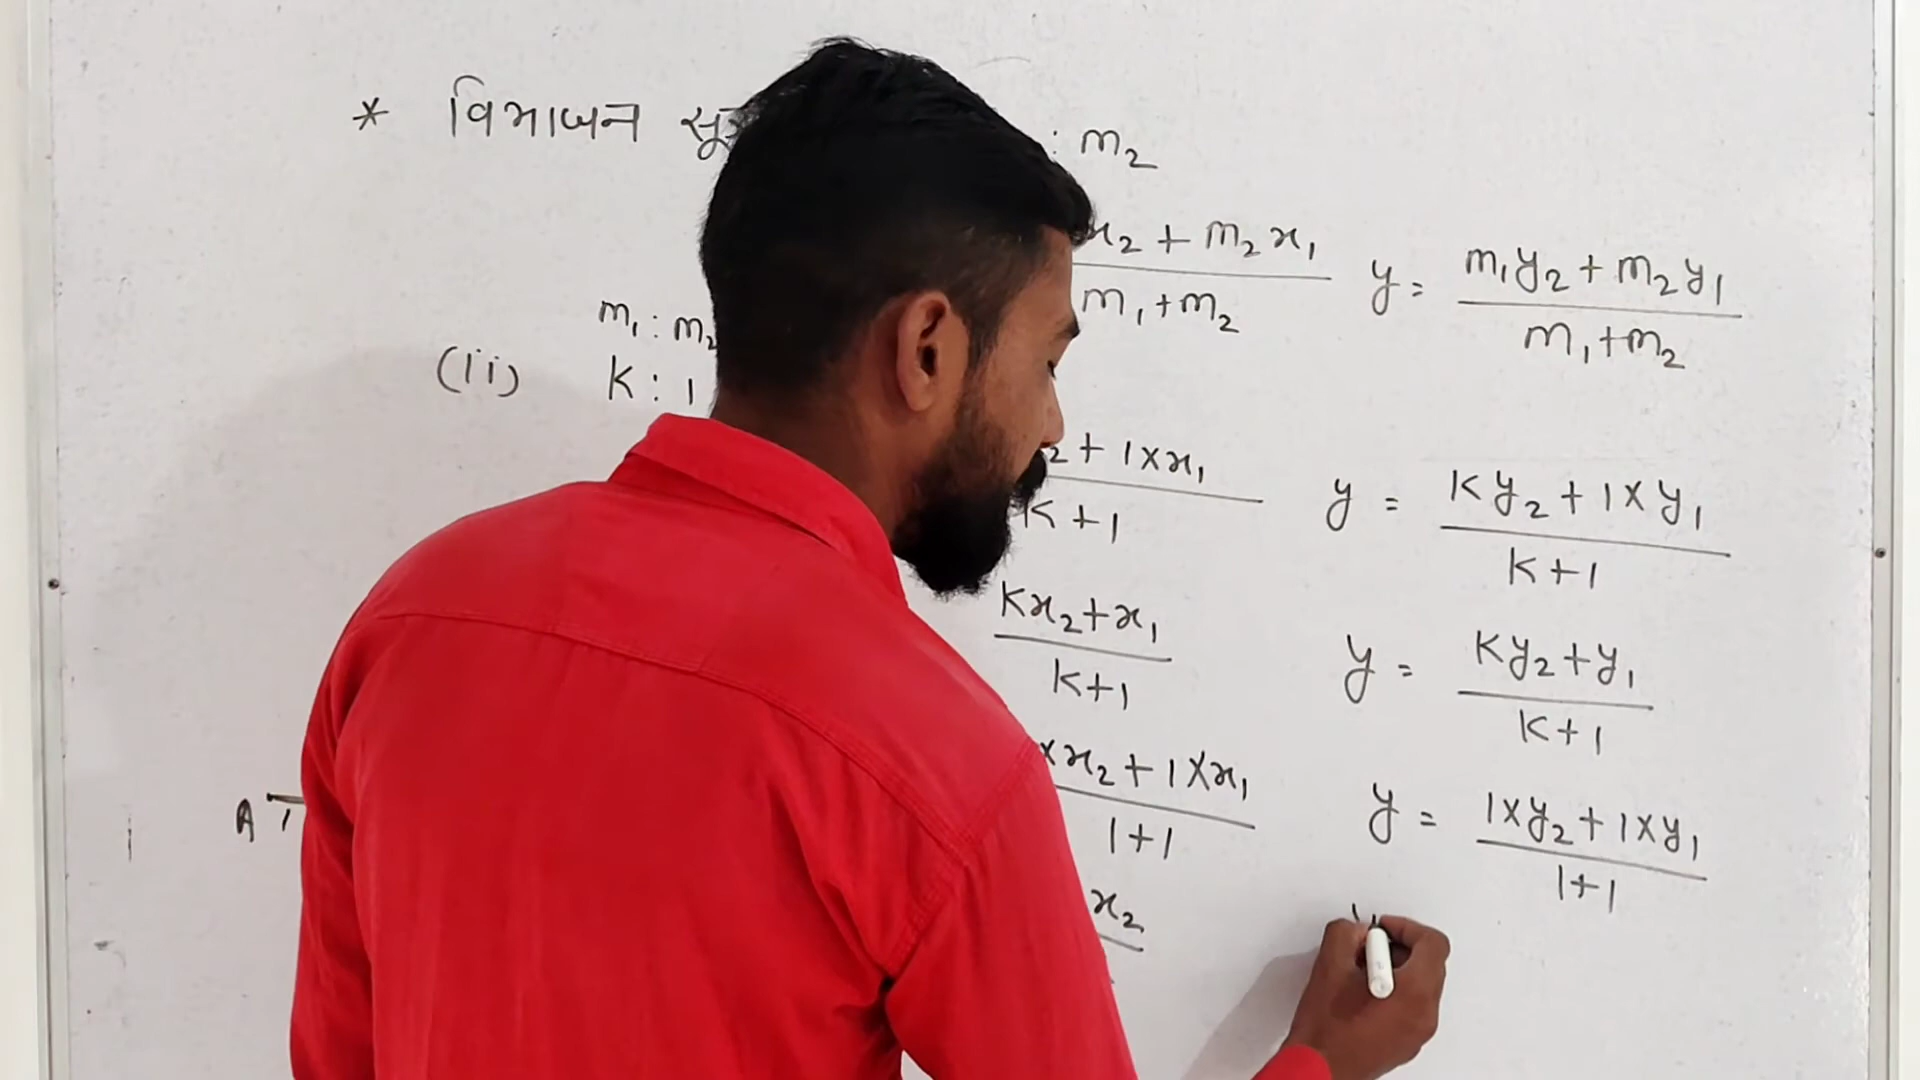 * विभाजन सूत्र : m₂
x₂ + m₂x₁ / m₁+m₂ y = m₁y₂ + m₂y₁ / m₁+m₂
m₁ : m₂
(ii) K : 1
₂ + 1×x₁ / K+1 y = Ky₂ + 1×y₁ / K+1
Kx₂+x₁ / K+1 y = Ky₂+y₁ / K+1
×x₂ + 1×x₁ / 1+1 y = 1×y₂ + 1×y₁ / 1+1
A 1
x₂